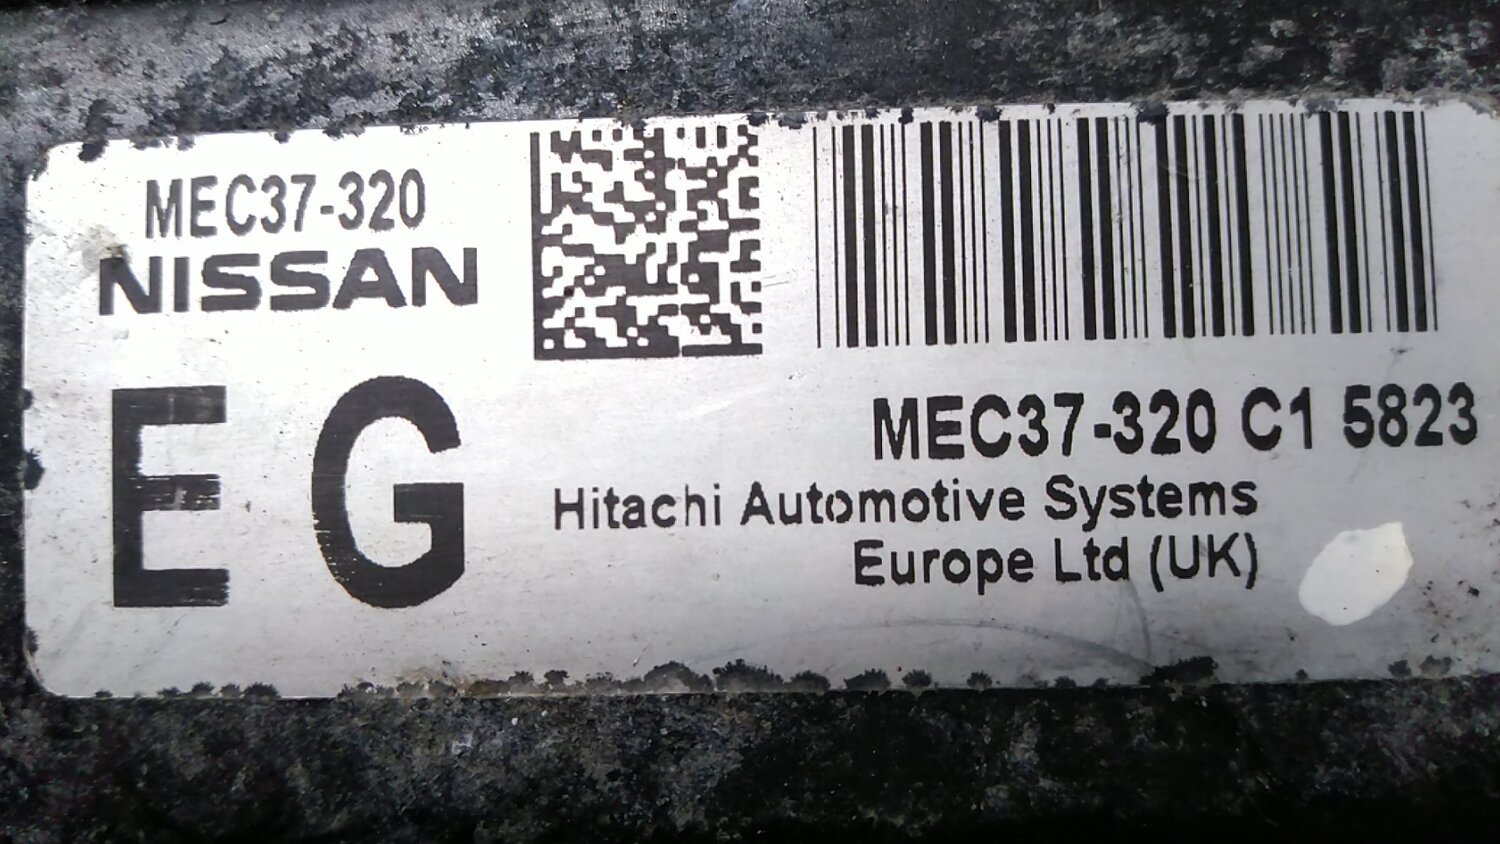 MEC37-320
NISSAN
E G
MEC37-320 C1 5823
Hitachi Automotive Systems
Europe Ltd (UK)